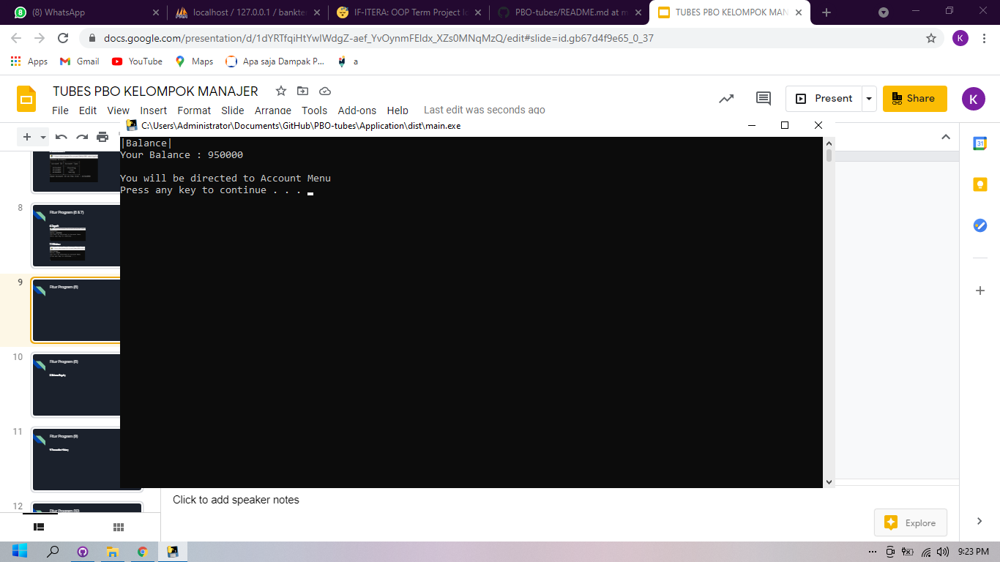 (8) WhatsApp
localhost / 127.0.0.1 / bankte
IF-ITERA: OOP Term Project Id
PBO-tubes/README.md at m
TUBES PBO KELOMPOK MAN
docs.google.com/presentation/d/1dYRTfqiHtYwIWdgZ-aef_YvOynmFEldx_XZs0MNqMzQ/edit#slide=id.gb67d4f9e65_0_37
K
Apps
Gmail
YouTube
Maps
Apa saja Dampak P...
a
TUBES PBO KELOMPOK MANAJER
File Edit View Insert Format Slide Arrange Tools Add-ons Help
Last edit was seconds ago
Present
Share
K
C:\Users\Administrator\Documents\GitHub\PBO-tubes\Application\dist\main.exe
|Balance|
Your Balance : 950000
You will be directed to Account Menu
Press any key to continue . . .
31
8
Fitur Program (6 & 7)
9
Fitur Program (8)
10
Fitur Program (8)
11
Fitur Program (9)
12
Fitur Program (10)
Click to add speaker notes
Explore
9:23 PM